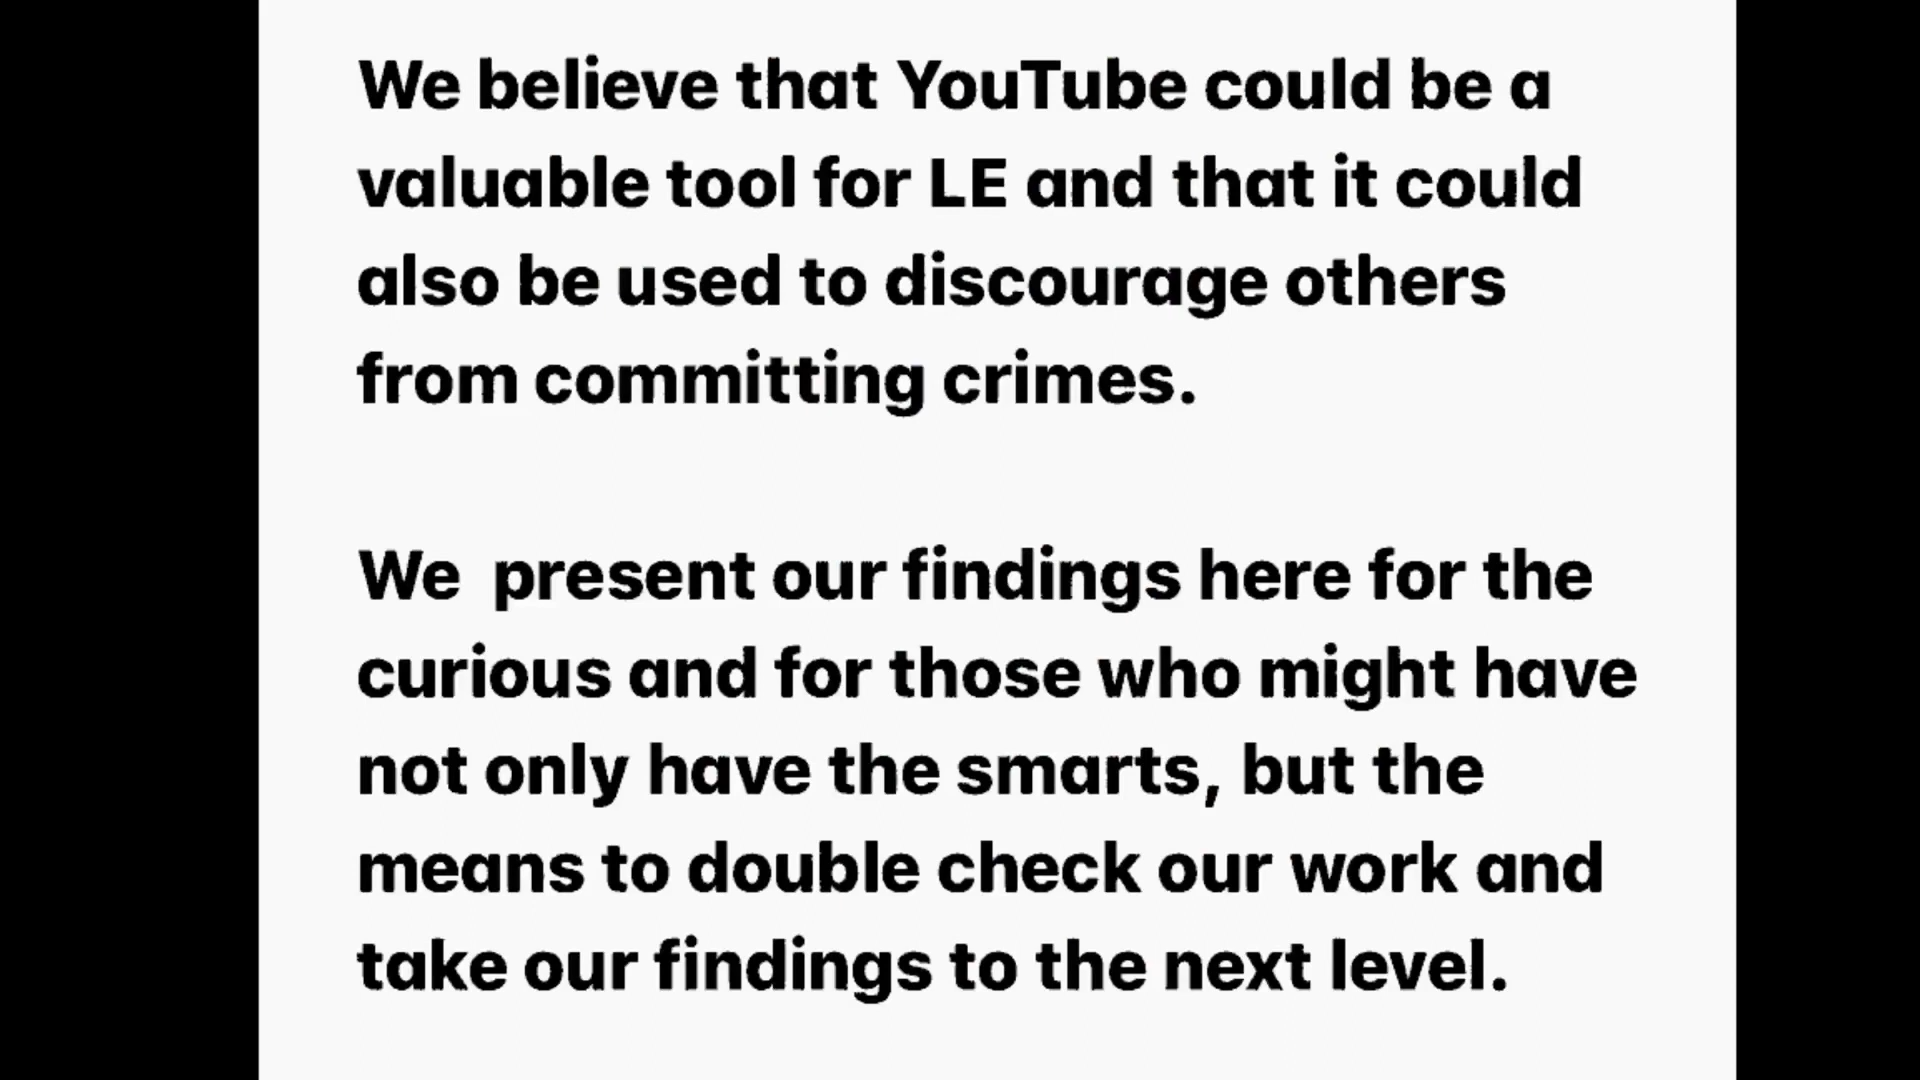 We believe that YouTube could be a
valuable tool for LE and that it could
also be used to discourage others
from committing crimes.
We  present our findings here for the
curious and for those who might have
not only have the smarts, but the
means to double check our work and
take our findings to the next level.